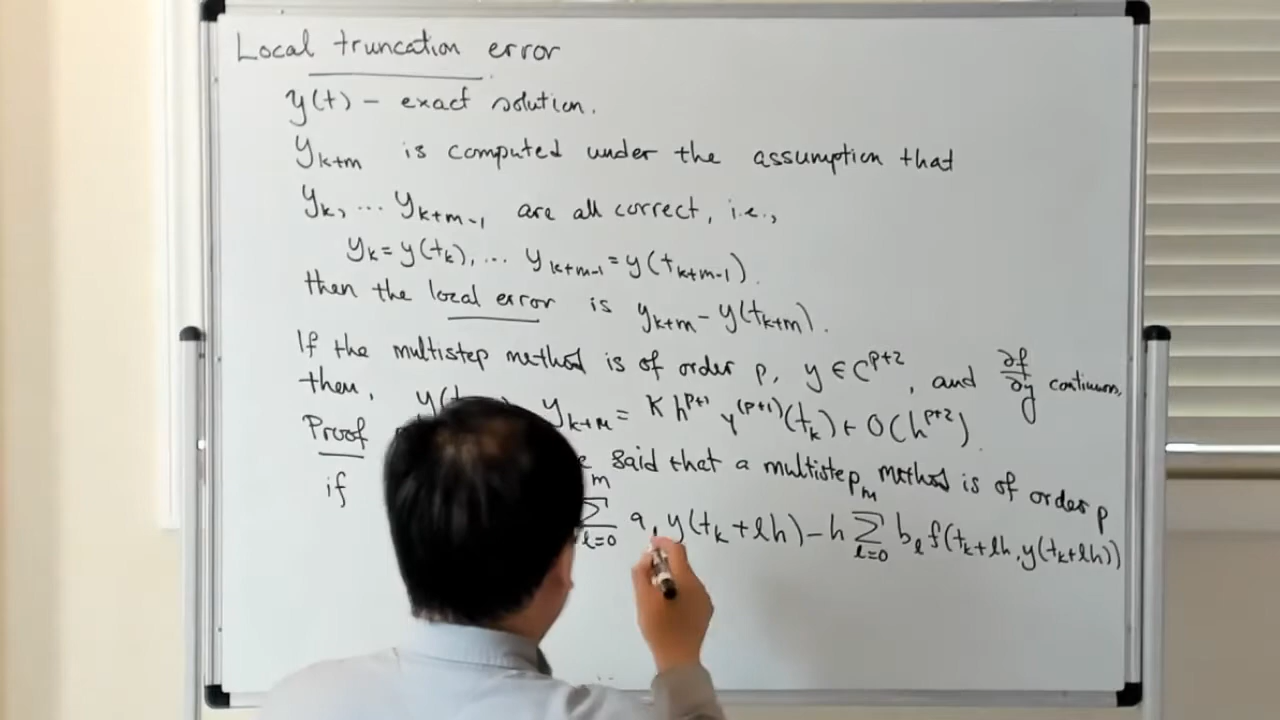 Local truncation error
y(t) – exact solution.
y_{k+m} is computed under the assumption that
y_k, ... y_{k+m-1} are all correct, i.e.,
y_k = y(t_k), ... y_{k+m-1} = y(t_{k+m-1}).
then the local error is y_{k+m} - y(t_{k+m}).
If the multistep method is of order p, y ∈ C^{p+2}, and ∂f/∂y continuous,
then, y(t y_{k+m} = K h^{p+1} y^{(p+1)}(t_k) + O(h^{p+2}).
Proof said that a multistep method is of order p
if \sum_{l=0}^{m} a_l y(t_k+lh) - h \sum_{l=0}^{m} b_l f(t_k+lh, y(t_k+lh))